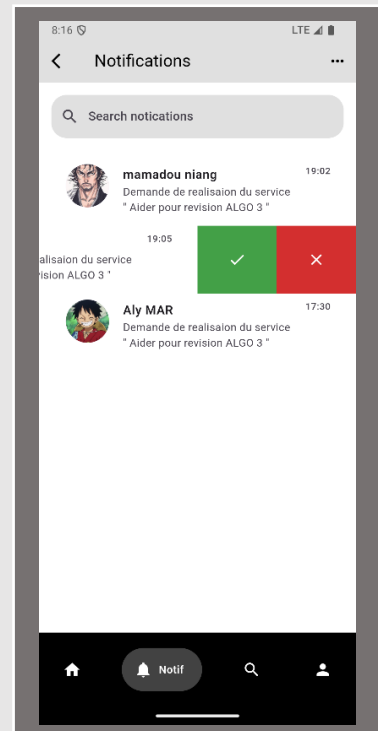 8:16 LTE
Notifications
Search notications
mamadou niang 19:02
Demande de realisaion du service
" Aider pour revision ALGO 3 "
19:05
alisaion du service
ision ALGO 3 "
Aly MAR 17:30
Demande de realisaion du service
" Aider pour revision ALGO 3 "
Notif